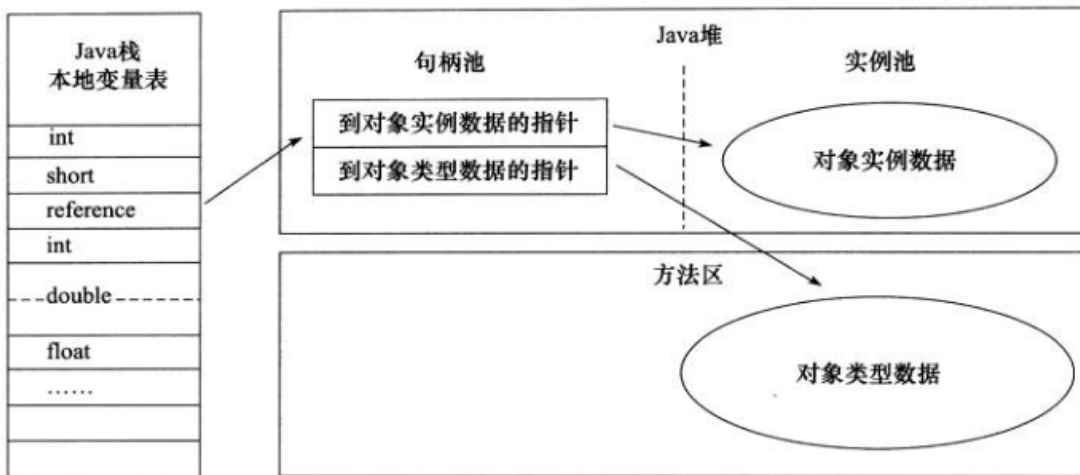 Java栈
本地变量表
int
short
reference
int
double
float
……
Java堆
句柄池
实例池
到对象实例数据的指针
到对象类型数据的指针
对象实例数据
方法区
对象类型数据